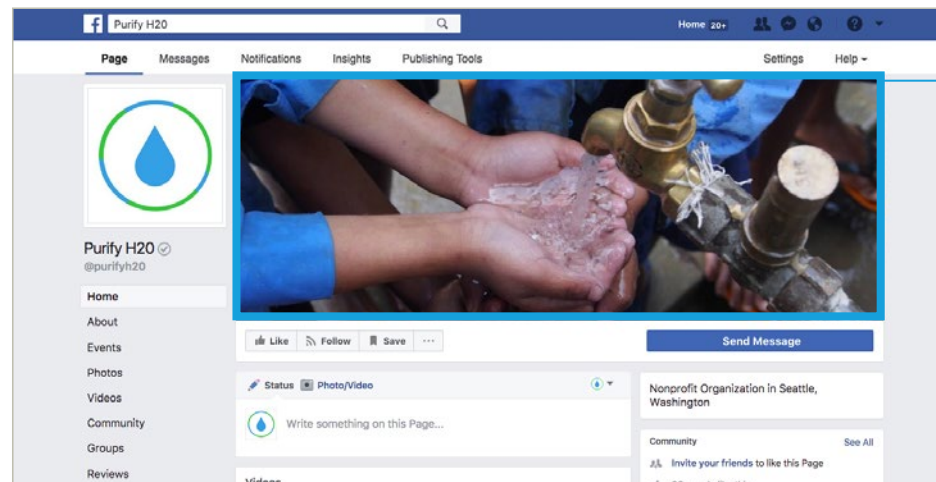 f Purify H20 Home 20+
Page Messages Notifications Insights Publishing Tools Settings Help
Purify H20
@purifyh20
Home
About
Events
Photos
Videos
Community
Groups
Reviews
Like Follow Save ...
Send Message
Status Photo/Video
Write something on this Page...
Videos
Nonprofit Organization in Seattle,
Washington
Community See All
Invite your friends to like this Page